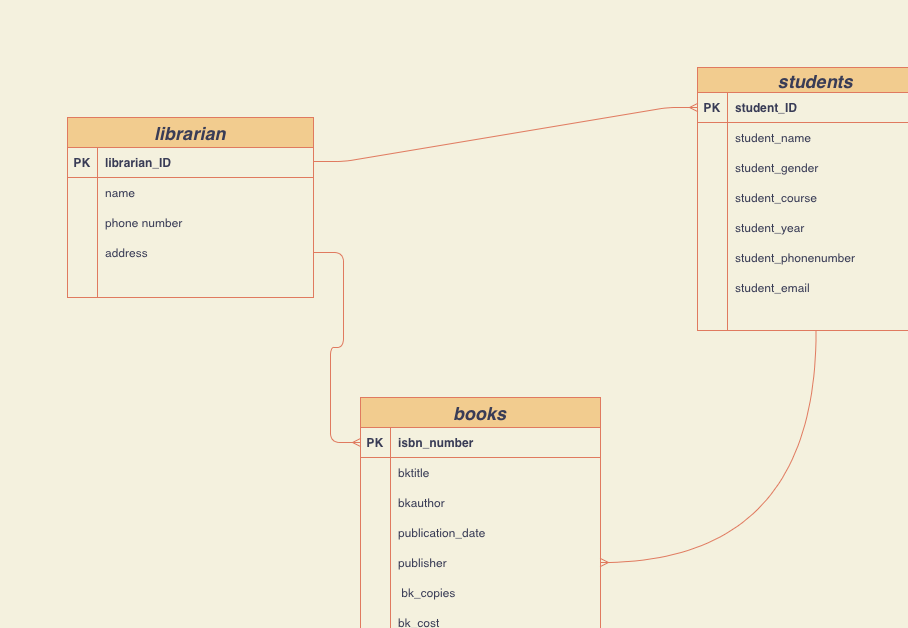 librarian
PK librarian_ID
name
phone number
address
students
PK student_ID
student_name
student_gender
student_course
student_year
student_phonenumber
student_email
books
PK isbn_number
bktitle
bkauthor
publication_date
publisher
bk_copies
bk_cost